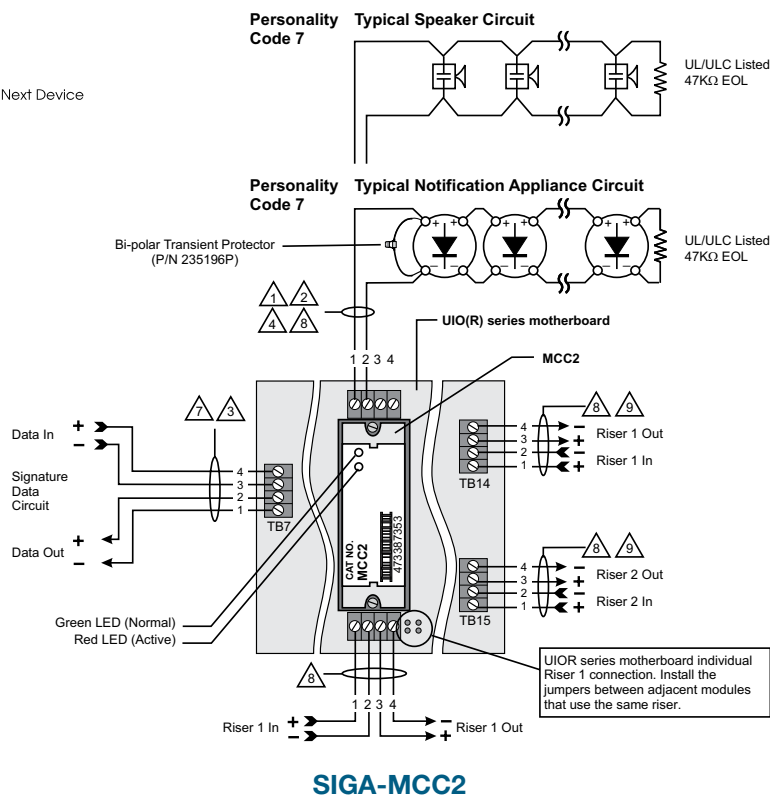 Personality Typical Speaker Circuit
Code 7
UL/ULC Listed
47KΩ EOL
Next Device
Personality Typical Notification Appliance Circuit
Code 7
+ + + + + +
Bi-polar Transient Protector
(P/N 235196P)
UL/ULC Listed
47KΩ EOL
− − − − − −
1 2
4 8
UIO(R) series motherboard
1 2 3 4
MCC2
7 3
8 9
Data In + −
4 − Riser 1 Out
3 +
2 − Riser 1 In
1 +
TB14
Signature
Data
Circuit
4
3
2
1
TB7
Data Out + −
CAT NO.
MCC2
473387353
8 9
4 − Riser 2 Out
3 +
2 − Riser 2 In
1 +
TB15
Green LED (Normal)
Red LED (Active)
8
UIOR series motherboard individual
Riser 1 connection. Install the
jumpers between adjacent modules
that use the same riser.
1 2 3 4
Riser 1 In + − − + Riser 1 Out
SIGA-MCC2